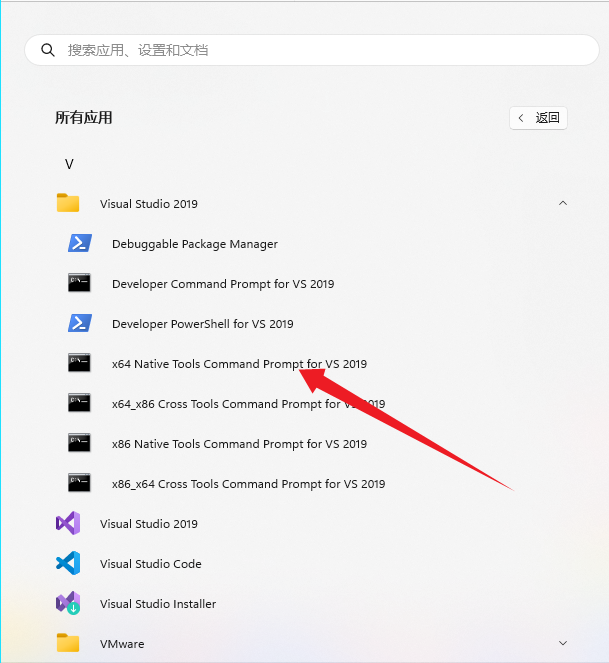 搜索应用、设置和文档
所有应用
返回
V
Visual Studio 2019
Debuggable Package Manager
Developer Command Prompt for VS 2019
Developer PowerShell for VS 2019
x64 Native Tools Command Prompt for VS 2019
x64_x86 Cross Tools Command Prompt for VS 2019
x86 Native Tools Command Prompt for VS 2019
x86_x64 Cross Tools Command Prompt for VS 2019
Visual Studio 2019
Visual Studio Code
Visual Studio Installer
VMware